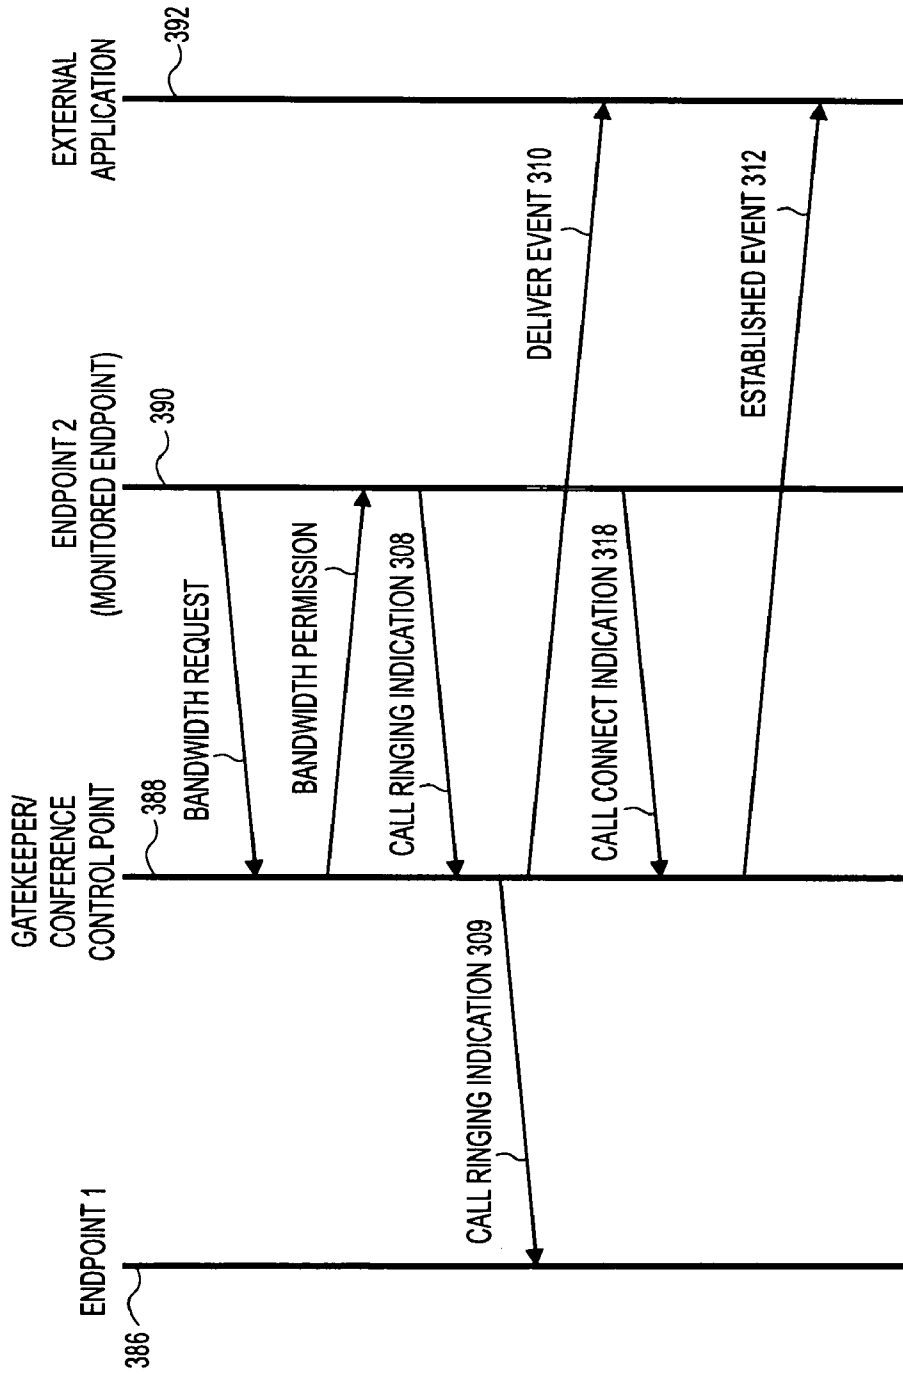 ENDPOINT 1
386
GATEKEEPER/
CONFERENCE
CONTROL POINT
388
ENDPOINT 2
(MONITORED ENDPOINT)
390
EXTERNAL
APPLICATION
392
BANDWIDTH REQUEST
BANDWIDTH PERMISSION
CALL RINGING INDICATION 308
CALL RINGING INDICATION 309
DELIVER EVENT 310
CALL CONNECT INDICATION 318
ESTABLISHED EVENT 312